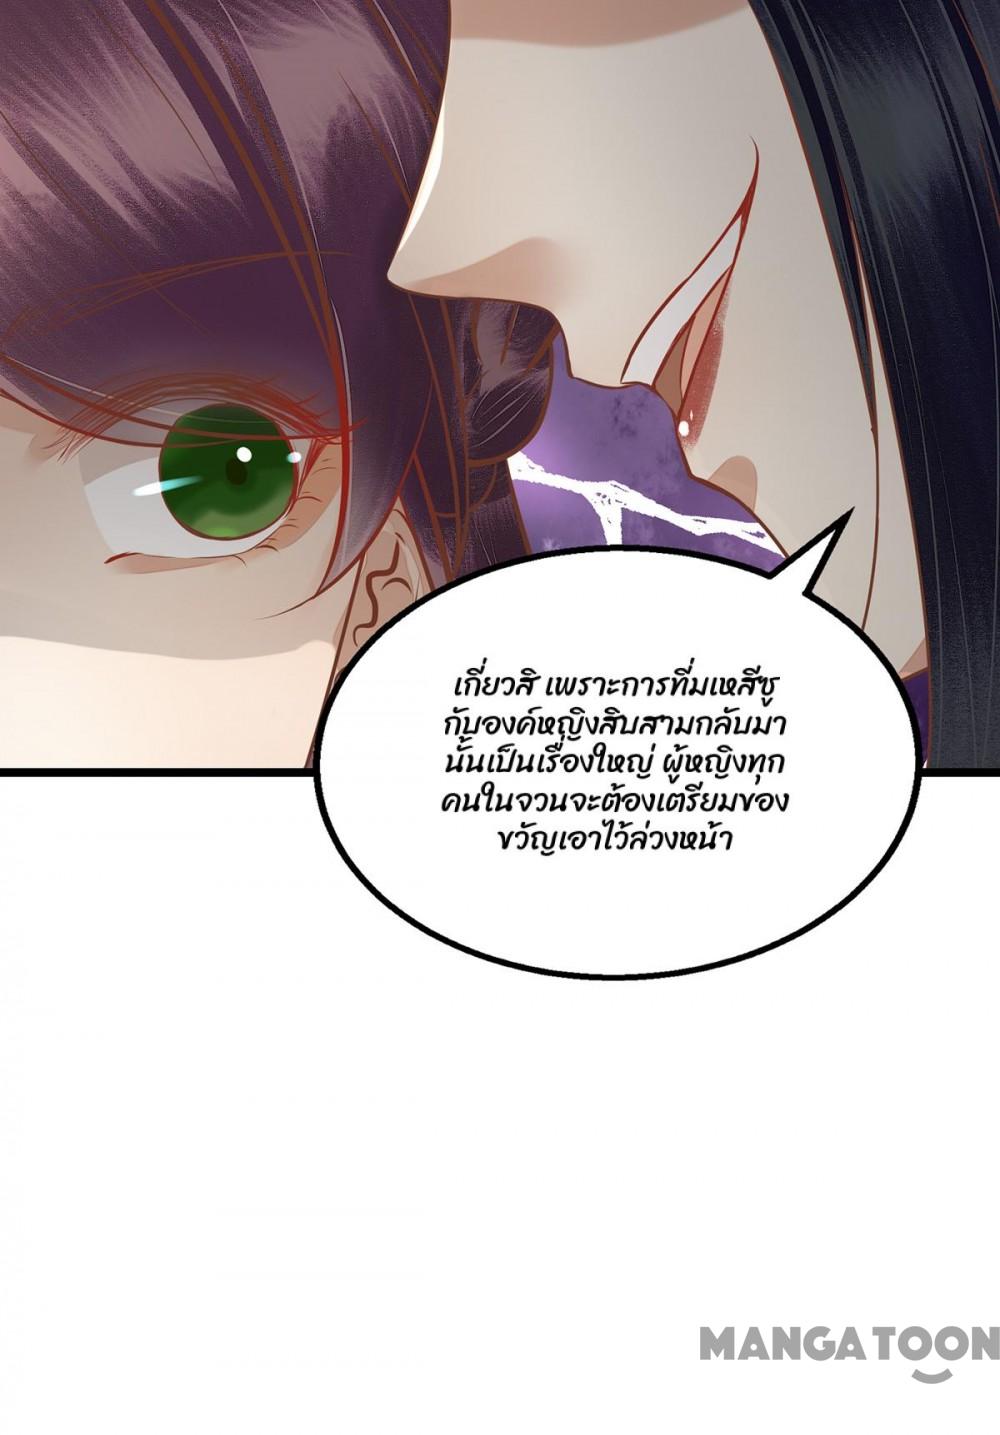 เกี่ยวสิ เพราะการที่มเหสีซู
กับองค์หญิงสิบสามกลับมา
นั้นเป็นเรื่องใหญ่ ผู้หญิงทุก
คนในจวนจะต้องเตรียมของ
ขวัญเอาไว้ล่วงหน้า
MANGATOON